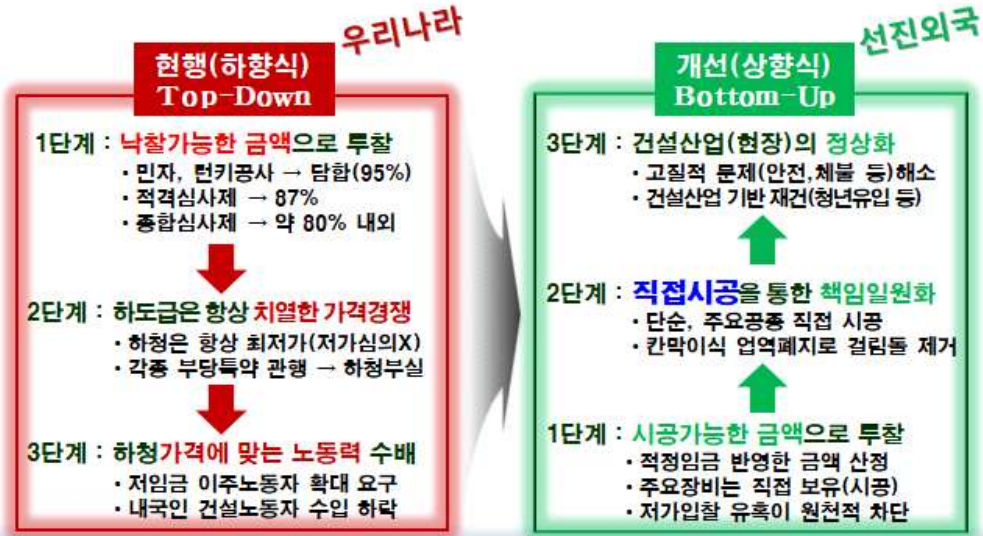 우리나라
현행(하향식)
Top-Down
1단계 : 낙찰가능한 금액으로 투찰
· 민자, 턴키공사 → 담합(95%)
· 적격심사제 → 87%
· 종합심사제 → 약 80% 내외
2단계 : 하도급은 항상 치열한 가격경쟁
· 하청은 항상 최저가(저가심의X)
· 각종 부당특약 관행 → 하청부실
3단계 : 하청가격에 맞는 노동력 수배
· 저임금 이주노동자 확대 요구
· 내국인 건설노동자 수입 하락
선진외국
개선(상향식)
Bottom-Up
3단계 : 건설산업(현장)의 정상화
· 고질적 문제(안전,체불 등)해소
· 건설산업 기반 재건(청년유입 등)
2단계 : 직접시공을 통한 책임일원화
· 단순, 주요공종 직접 시공
· 칸막이식 업역폐지로 걸림돌 제거
1단계 : 시공가능한 금액으로 투찰
· 적정임금 반영한 금액 산정
· 주요장비는 직접 보유(시공)
· 저가입찰 유혹이 원천적 차단